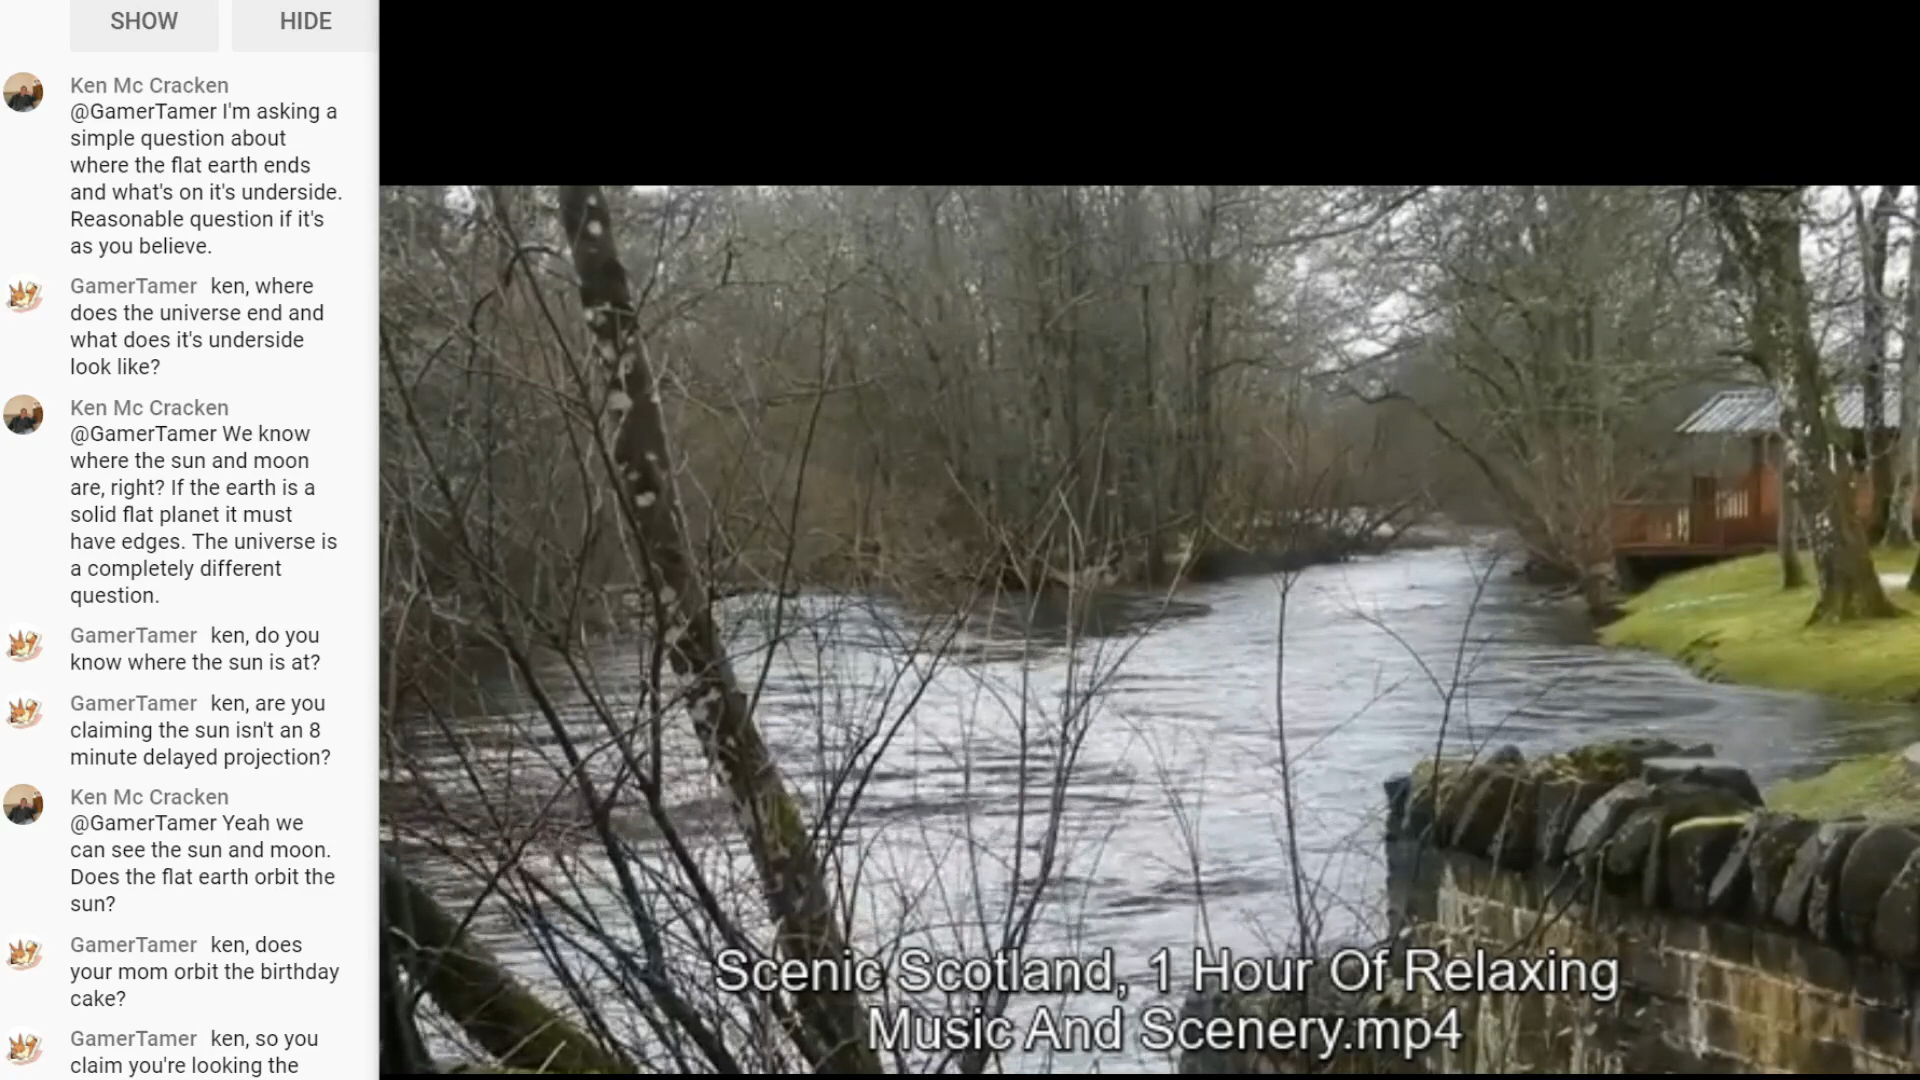 SHOW
HIDE
Ken Mc Cracken
@GamerTamer I'm asking a
simple question about
where the flat earth ends
and what's on it's underside.
Reasonable question if it's
as you believe.
GamerTamer ken, where
does the universe end and
what does it's underside
look like?
Ken Mc Cracken
@GamerTamer We know
where the sun and moon
are, right? If the earth is a
solid flat planet it must
have edges. The universe is
a completely different
question.
GamerTamer ken, do you
know where the sun is at?
GamerTamer ken, are you
claiming the sun isn't an 8
minute delayed projection?
Ken Mc Cracken
@GamerTamer Yeah we
can see the sun and moon.
Does the flat earth orbit the
sun?
GamerTamer ken, does
your mom orbit the birthday
cake?
GamerTamer ken, so you
claim you're looking the
Scenic Scotland, 1 Hour Of Relaxing
Music And Scenery.mp4